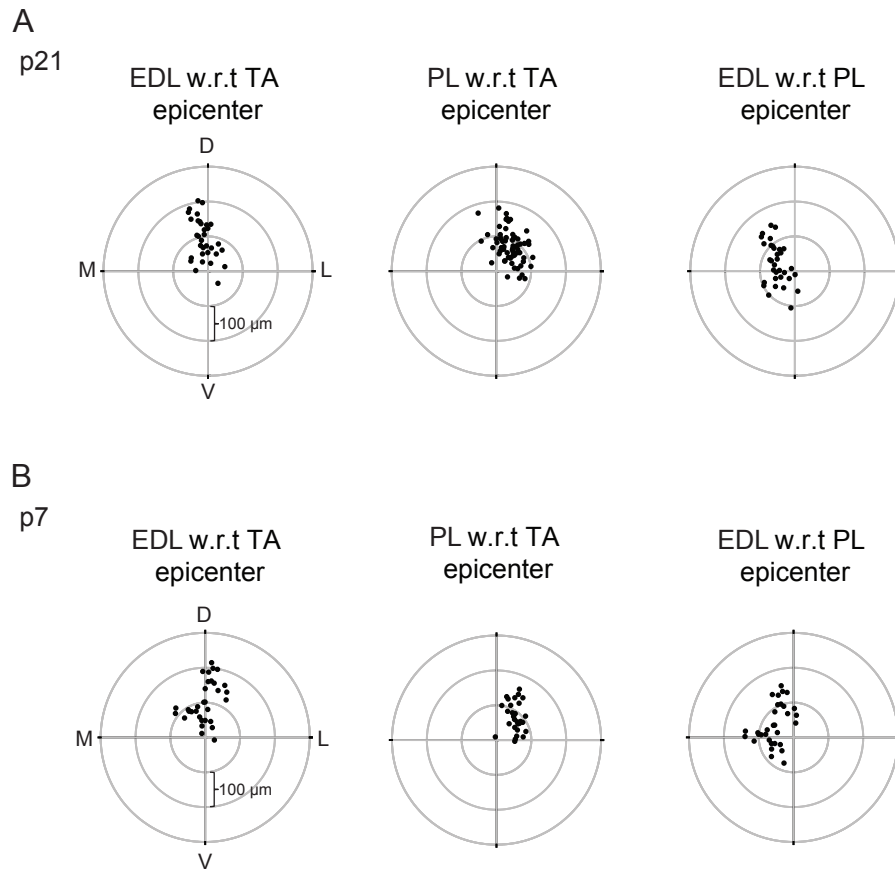 A
p21
EDL w.r.t TA
epicenter
PL w.r.t TA
epicenter
EDL w.r.t PL
epicenter
D
M
L
100 µm
V
B
p7
EDL w.r.t TA
epicenter
PL w.r.t TA
epicenter
EDL w.r.t PL
epicenter
D
M
L
100 µm
V